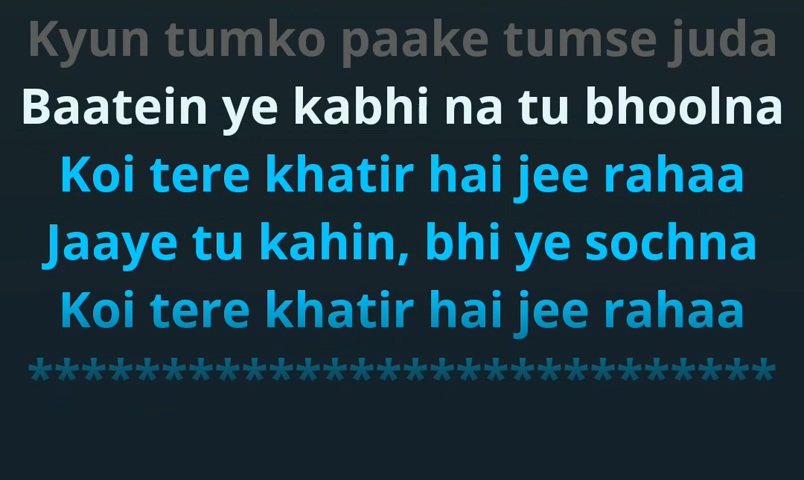 Kyun tumko paake tumse juda
Baatein ye kabhi na tu bhoolna
Koi tere khatir hai jee rahaa
Jaaye tu kahin, bhi ye sochna
Koi tere khatir hai jee rahaa
****************************